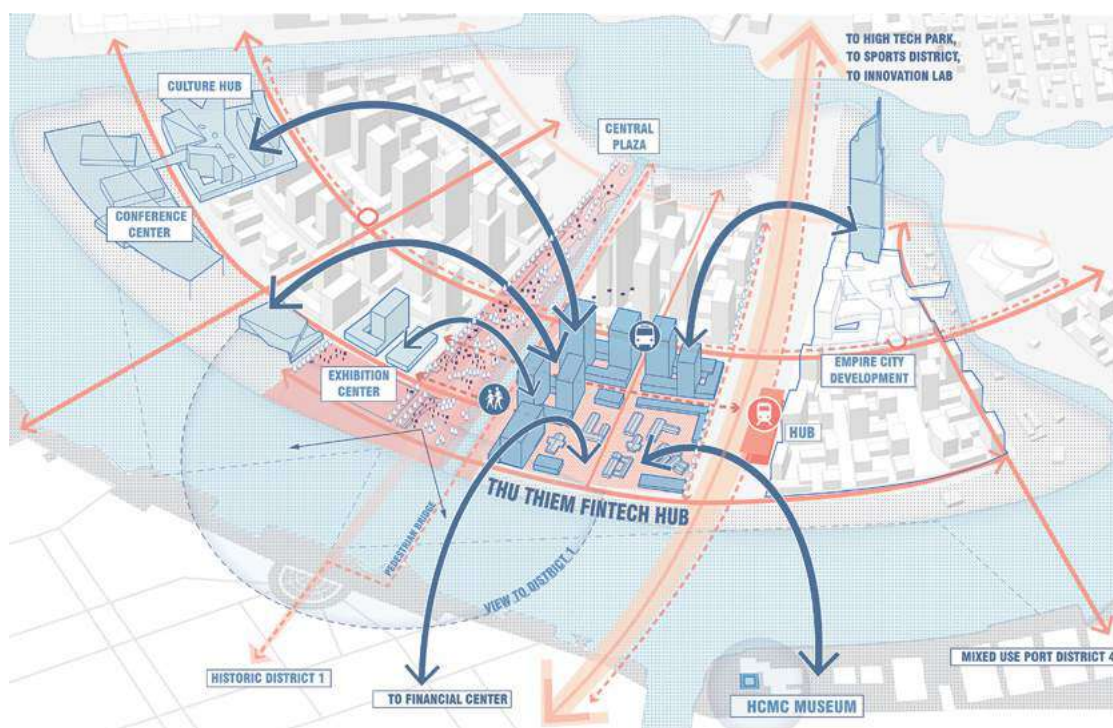 TO HIGH TECH PARK,
TO SPORTS DISTRICT,
TO INNOVATION LAB
CULTURE HUB
CENTRAL
PLAZA
CONFERENCE
CENTER
EXHIBITION
CENTER
EMPIRE CITY
DEVELOPMENT
HUB
THU THIEM FINTECH HUB
PEDESTRIAN BRIDGE
VIEW TO DISTRICT 1
HISTORIC DISTRICT 1
TO FINANCIAL CENTER
HCMC MUSEUM
MIXED USE PORT DISTRICT 4